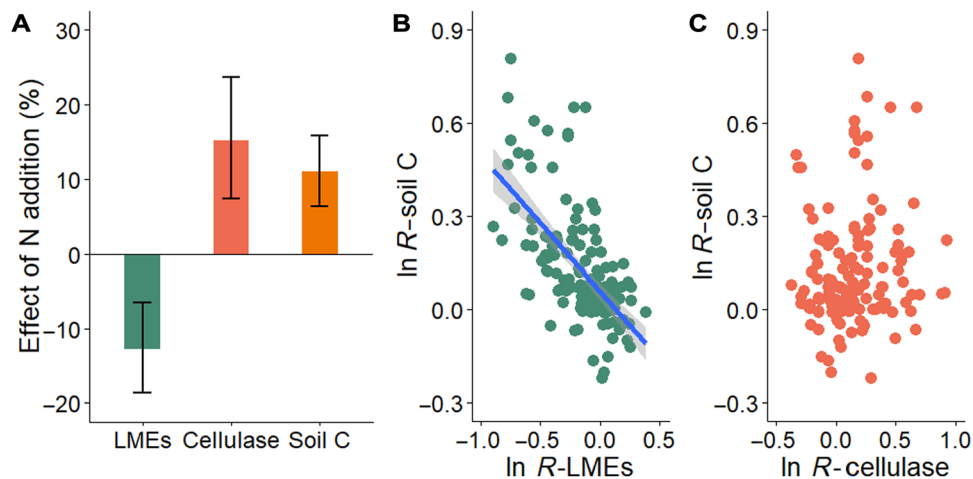 A
Effect of N addition (%)
30
20
10
0
−10
−20
LMEs Cellulase Soil C
B
ln R-soil C
0.9
0.6
0.3
0.0
−0.3
−1.0 −0.5 0.0 0.5
ln R-LMEs
C
ln R-soil C
0.9
0.6
0.3
0.0
−0.3
−0.5 0.0 0.5 1.0
ln R-cellulase